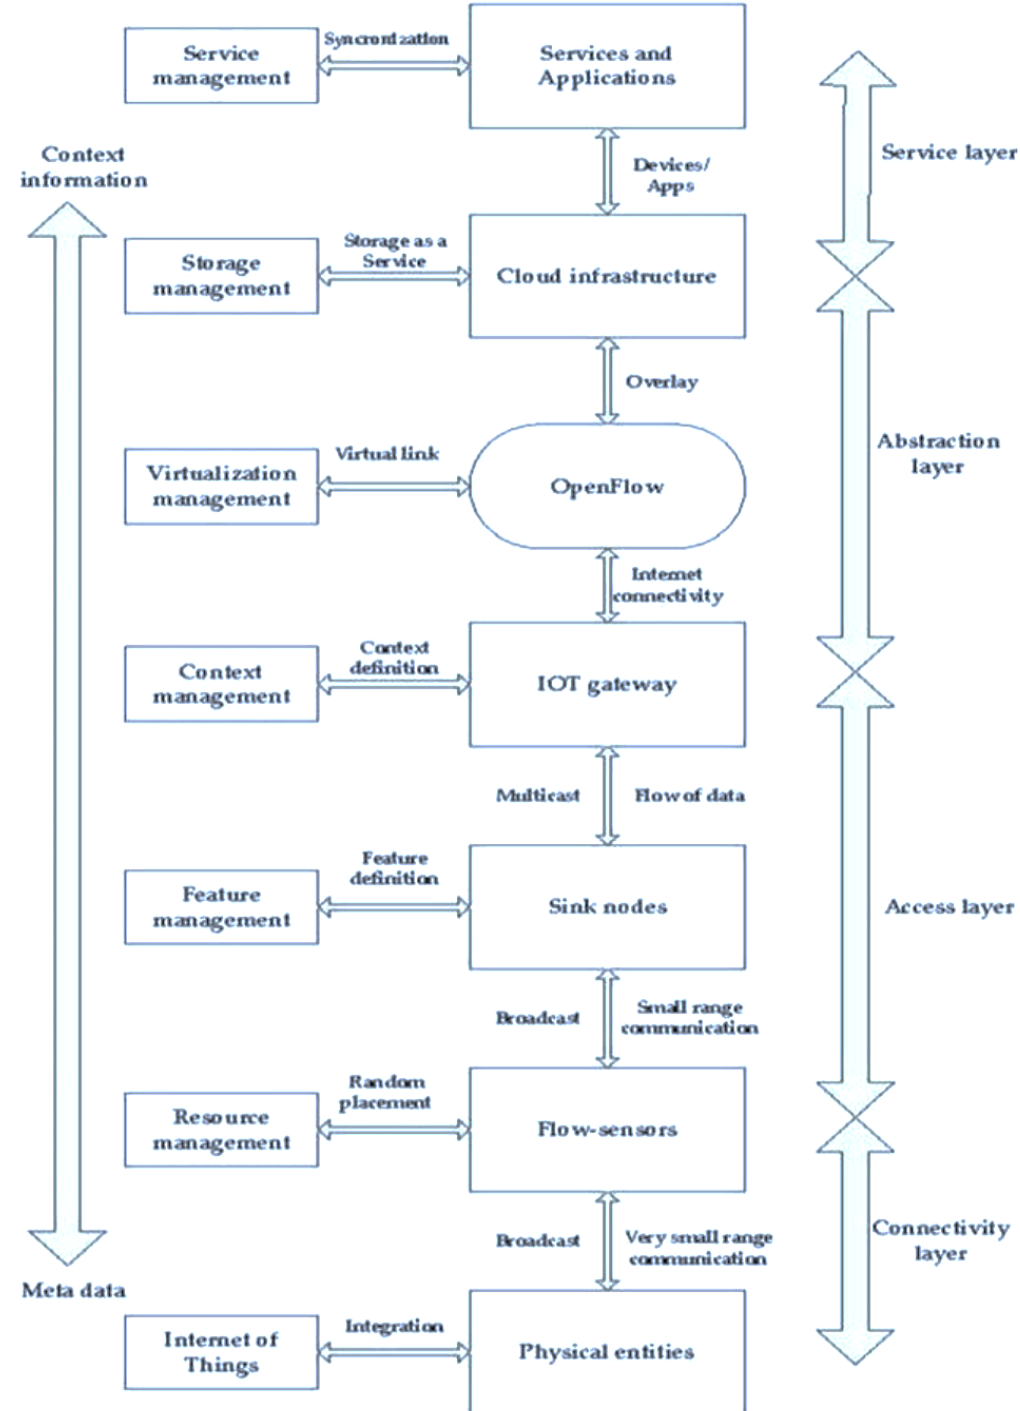 Service
management
Syncronization
Services and
Applications
Service layer
Devices/
Apps
Context
information
Storage
management
Storage as a
Service
Cloud infrastructure
Overlay
Abstraction
layer
Virtualization
management
Virtual link
OpenFlow
Internet
connectivity
Context
management
Context
definition
IOT gateway
Multicast
Flow of data
Feature
management
Feature
definition
Sink nodes
Access layer
Broadcast
Small range
communication
Resource
management
Random
placement
Flow-sensors
Broadcast
Very small range
communication
Connectivity
layer
Meta data
Internet of
Things
Integration
Physical entities